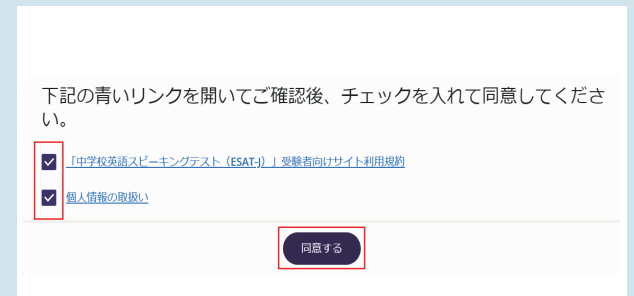 下記の青いリンクを開いてご確認後、チェックを入れて同意してくださ
い。
「中学校英語スピーキングテスト（ESAT-J）」受験者向けサイト利用規約
個人情報の取扱い
同意する